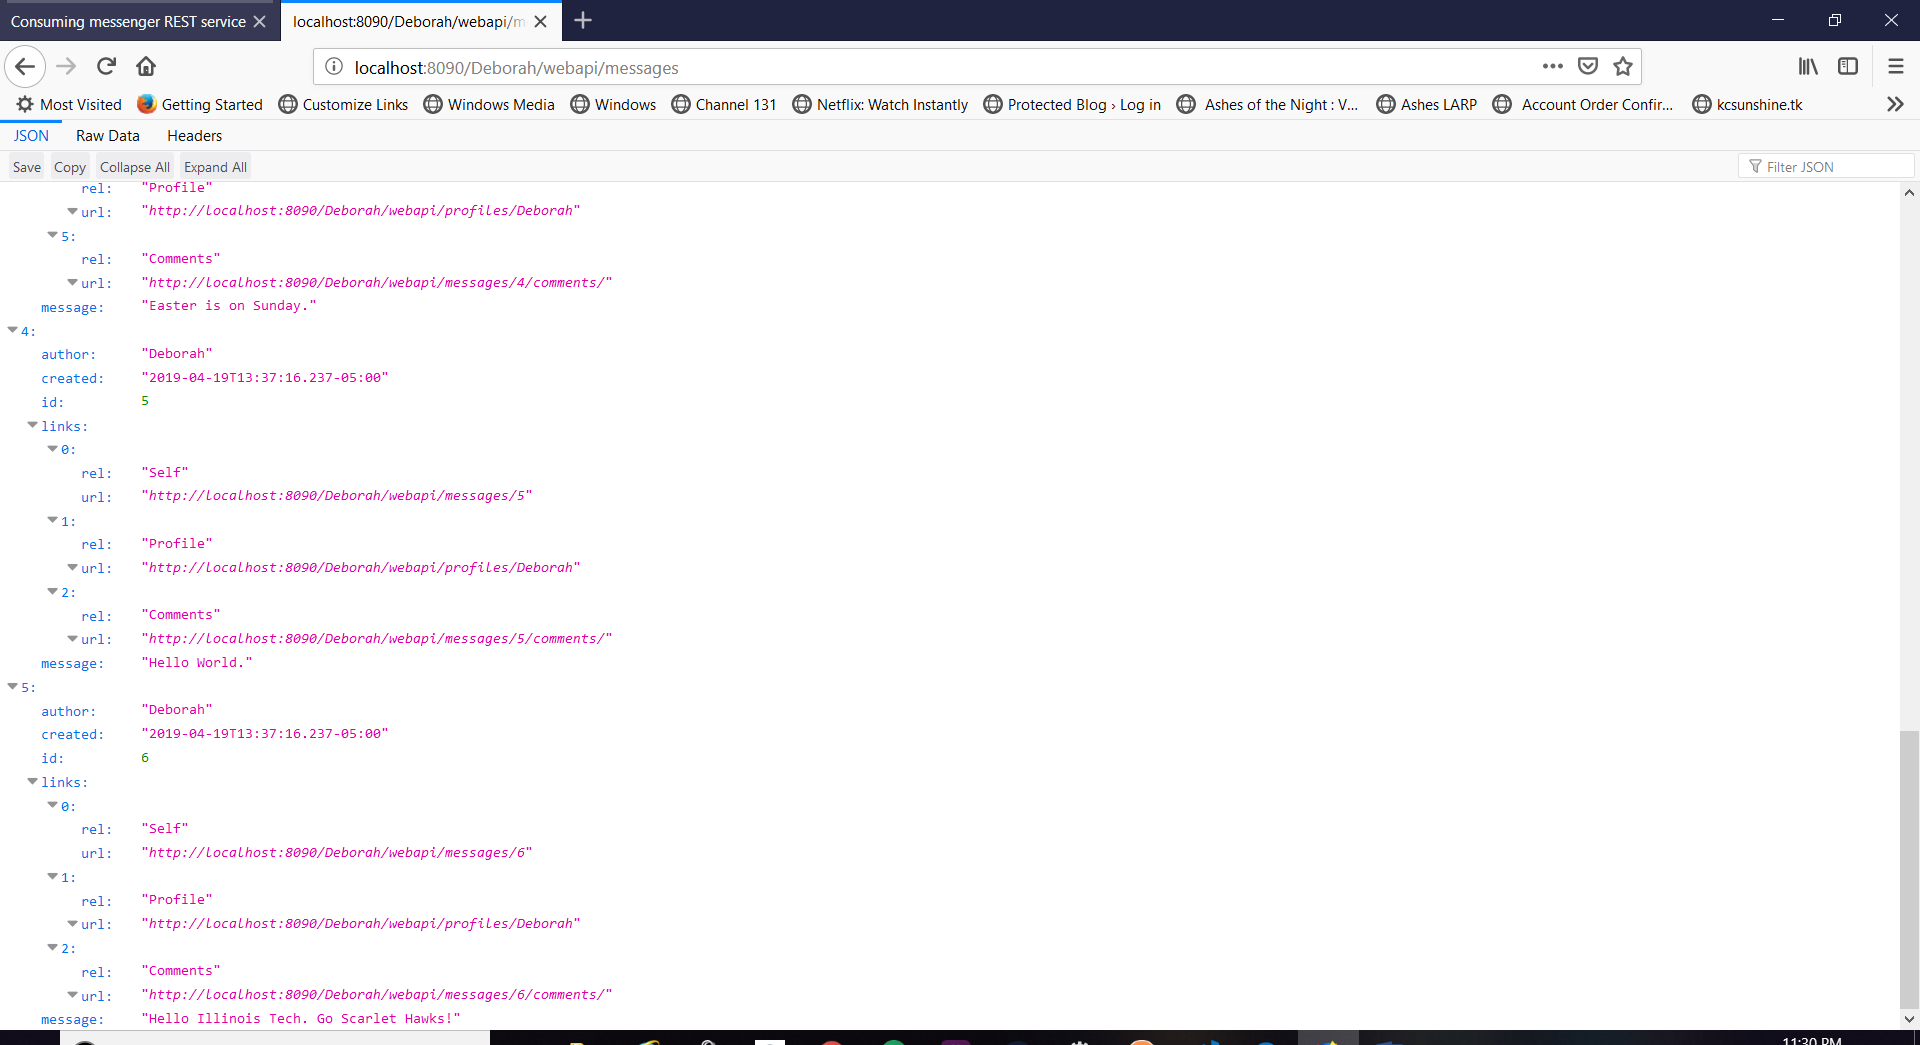 Consuming messenger REST service
localhost:8090/Deborah/webapi/m
localhost:8090/Deborah/webapi/messages
Most Visited Getting Started Customize Links Windows Media Windows Channel 131 Netflix: Watch Instantly Protected Blog › Log in Ashes of the Night : V... Ashes LARP Account Order Confir... kcsunshine.tk
JSON Raw Data Headers
Save Copy Collapse All Expand All Filter JSON
rel: "Profile"
url: "http://localhost:8090/Deborah/webapi/profiles/Deborah"
5:
rel: "Comments"
url: "http://localhost:8090/Deborah/webapi/messages/4/comments/"
message: "Easter is on Sunday."
4:
author: "Deborah"
created: "2019-04-19T13:37:16.237-05:00"
id: 5
links:
0:
rel: "Self"
url: "http://localhost:8090/Deborah/webapi/messages/5"
1:
rel: "Profile"
url: "http://localhost:8090/Deborah/webapi/profiles/Deborah"
2:
rel: "Comments"
url: "http://localhost:8090/Deborah/webapi/messages/5/comments/"
message: "Hello World."
5:
author: "Deborah"
created: "2019-04-19T13:37:16.237-05:00"
id: 6
links:
0:
rel: "Self"
url: "http://localhost:8090/Deborah/webapi/messages/6"
1:
rel: "Profile"
url: "http://localhost:8090/Deborah/webapi/profiles/Deborah"
2:
rel: "Comments"
url: "http://localhost:8090/Deborah/webapi/messages/6/comments/"
message: "Hello Illinois Tech. Go Scarlet Hawks!"
11:30 PM